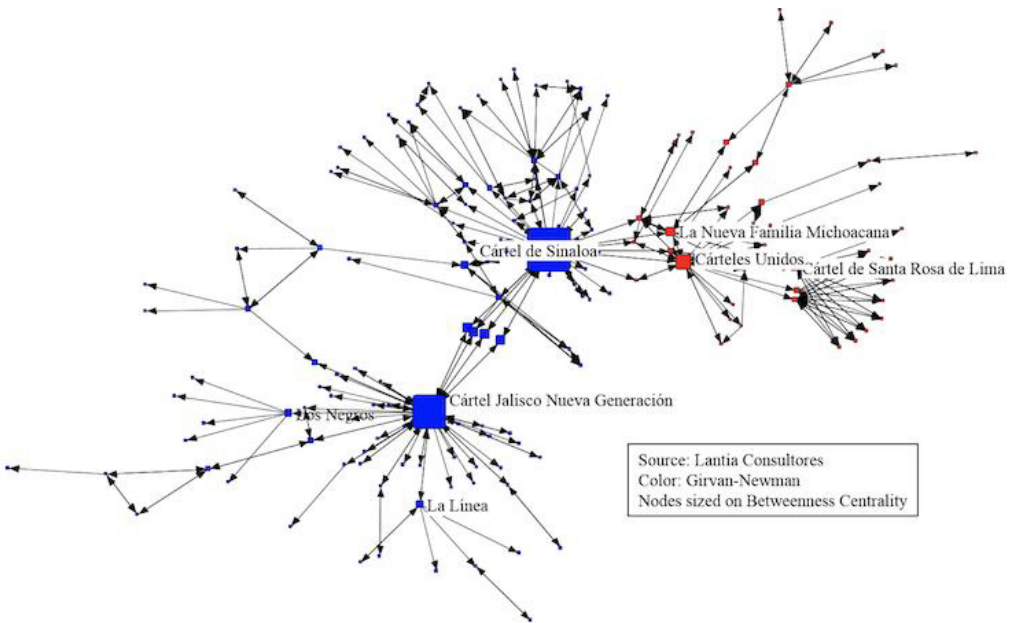 La Nueva Familia Michoacana
Cártel de Sinaloa
Cárteles Unidos
Cártel de Santa Rosa de Lima
Cártel Jalisco Nueva Generación
Los Negros
La Línea
Source: Lantia Consultores
Color: Girvan-Newman
Nodes sized on Betweenness Centrality